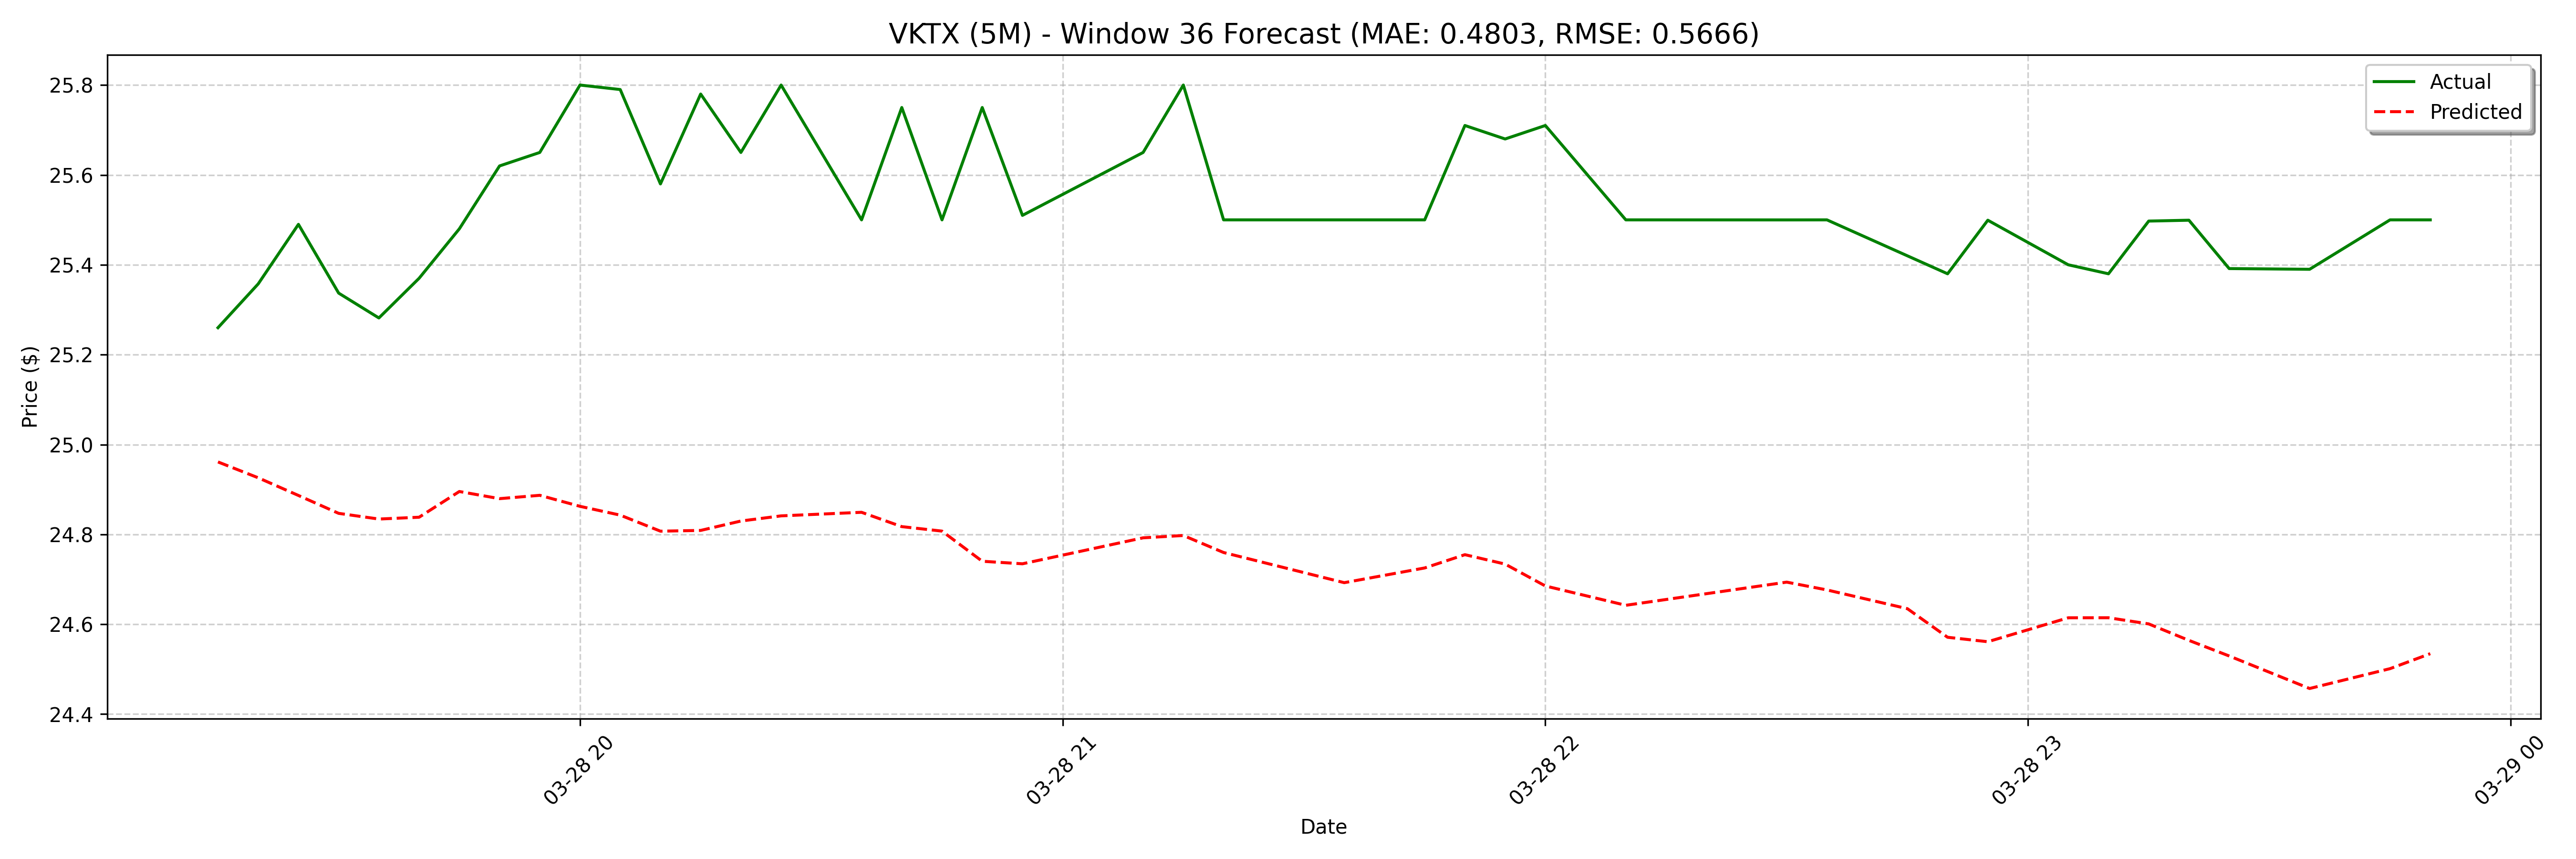 VKTX (5M) - Window 36 Forecast (MAE: 0.4803, RMSE: 0.5666)
Actual
Predicted
Price ($)
25.8
25.6
25.4
25.2
25.0
24.8
24.6
24.4
03-28 20
03-28 21
03-28 22
03-28 23
03-29 00
Date